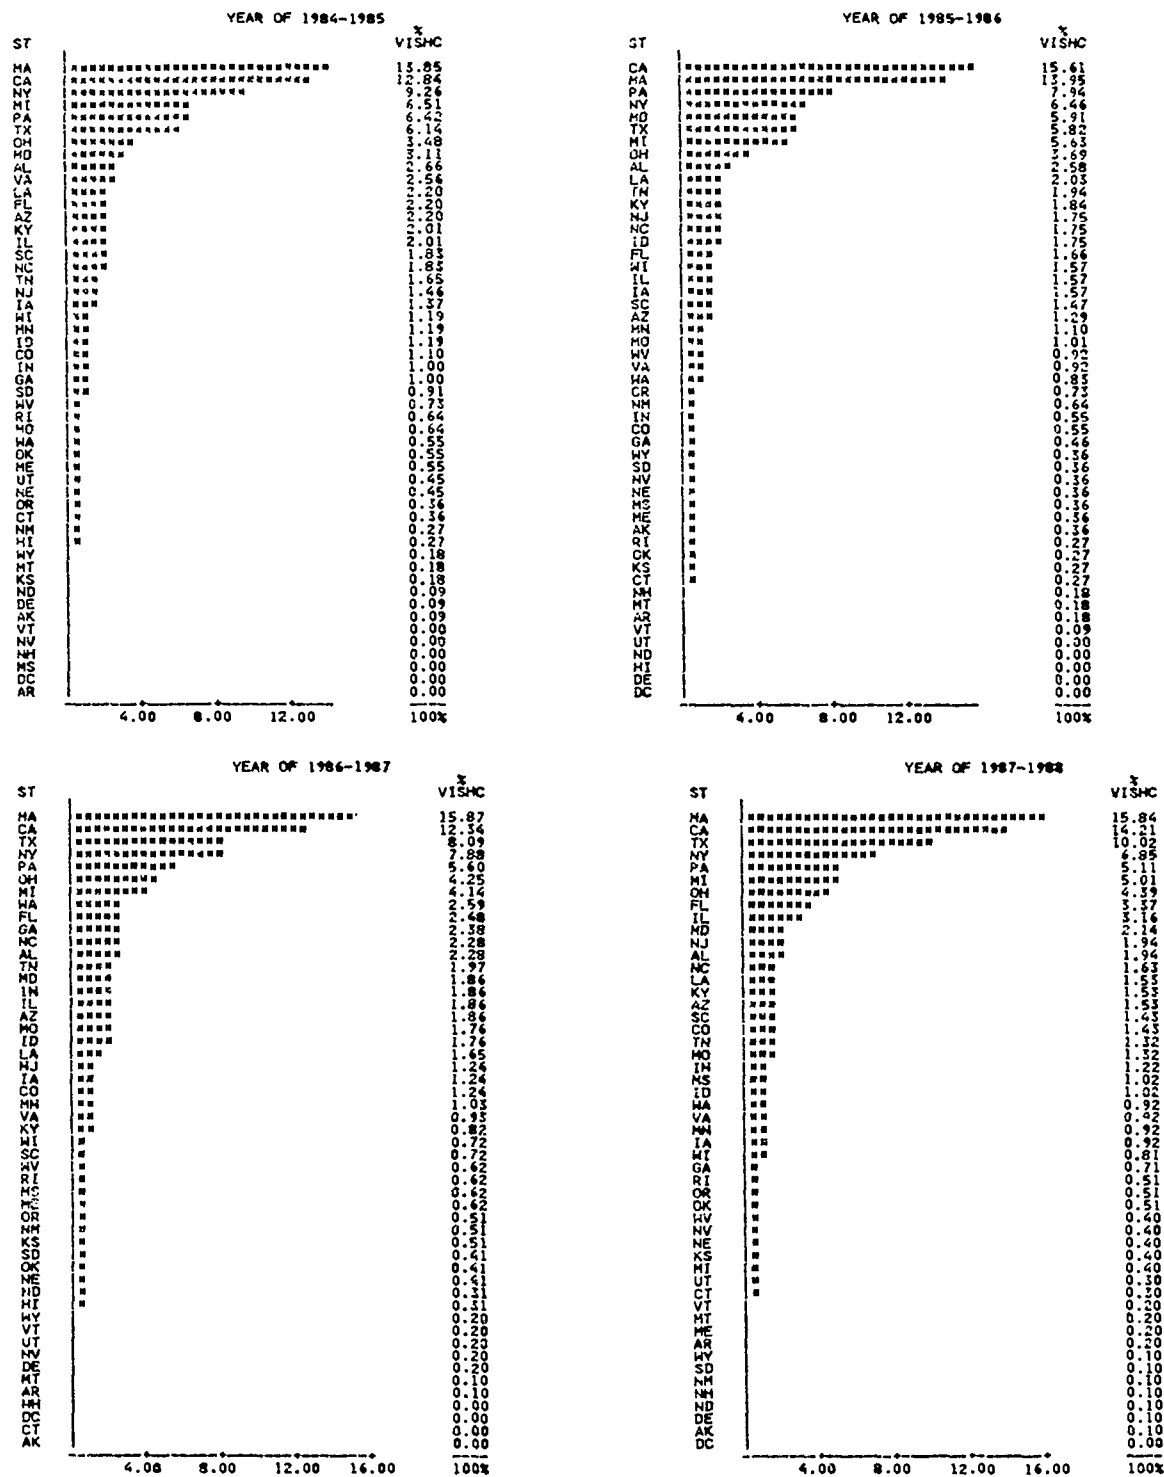 YEAR OF 1984-1985
%
ST VISHC
MA 13.85
CA 12.84
NY 9.26
MI 6.51
PA 6.42
TX 6.14
OH 3.48
MD 3.11
AL 2.66
VA 2.56
LA 2.20
FL 2.20
AZ 2.20
KY 2.01
IL 2.01
SC 1.83
NC 1.83
TN 1.65
NJ 1.46
IA 1.37
WI 1.19
MN 1.19
ID 1.19
CO 1.10
IN 1.00
GA 1.00
SD 0.91
WV 0.73
RI 0.64
MO 0.64
WA 0.55
OK 0.55
ME 0.55
UT 0.45
NE 0.45
OR 0.36
CT 0.36
NM 0.27
HI 0.27
WY 0.18
MT 0.18
KS 0.18
ND 0.09
DE 0.09
AK 0.09
VT 0.00
NV 0.00
NH 0.00
MS 0.00
DC 0.00
AR 0.00
4.00 8.00 12.00 100%
YEAR OF 1985-1986
%
ST VISHC
CA 15.61
MA 13.95
PA 7.94
NY 6.46
MD 5.91
TX 5.82
MI 5.63
OH 3.69
AL 2.58
LA 2.03
TN 1.94
KY 1.84
NJ 1.75
NC 1.75
ID 1.75
FL 1.66
WI 1.57
IL 1.57
IA 1.57
SC 1.47
AZ 1.29
MN 1.10
MO 1.01
WV 0.92
VA 0.92
WA 0.83
CR 0.73
NM 0.64
IN 0.55
CO 0.55
GA 0.46
WY 0.36
SD 0.36
NV 0.36
NE 0.36
MS 0.36
ME 0.36
AK 0.36
RI 0.27
OK 0.27
KS 0.27
CT 0.27
NH 0.18
MT 0.18
AR 0.18
VT 0.09
UT 0.00
ND 0.00
HI 0.00
DE 0.00
DC 0.00
4.00 8.00 12.00 100%
YEAR OF 1986-1987
%
ST VISHC
MA 15.87
CA 12.34
TX 8.09
NY 7.88
PA 5.60
OH 4.25
MI 4.14
WA 2.59
FL 2.48
GA 2.38
NC 2.28
AL 2.28
TN 1.97
MD 1.86
IN 1.86
IL 1.86
AZ 1.86
MO 1.76
ID 1.76
LA 1.65
NJ 1.24
IA 1.24
CO 1.24
MN 1.03
VA 0.93
KY 0.82
WI 0.72
SC 0.72
WV 0.62
RI 0.62
MS 0.62
ME 0.62
OR 0.51
NM 0.51
KS 0.51
SD 0.41
OK 0.41
NE 0.41
ND 0.31
HI 0.31
WY 0.20
VT 0.20
UT 0.20
NV 0.20
DE 0.20
MT 0.10
AR 0.10
NH 0.00
DC 0.00
CT 0.00
AK 0.00
4.00 8.00 12.00 16.00 100%
YEAR OF 1987-1988
%
ST VISHC
MA 15.84
CA 14.21
TX 10.02
NY 6.85
PA 5.11
MI 5.01
OH 4.39
FL 3.37
IL 3.16
MD 2.14
NJ 1.94
AL 1.94
NC 1.63
LA 1.53
KY 1.53
AZ 1.53
SC 1.43
CO 1.43
TN 1.32
MO 1.32
IN 1.22
MS 1.02
ID 1.02
WA 0.92
VA 0.92
MN 0.92
IA 0.92
WI 0.81
GA 0.71
RI 0.51
OR 0.51
OK 0.51
WV 0.40
NV 0.40
NE 0.40
KS 0.40
HI 0.40
UT 0.30
CT 0.30
VT 0.20
MT 0.20
ME 0.20
AR 0.20
WY 0.10
SD 0.10
NM 0.10
NH 0.10
ND 0.10
DE 0.10
AK 0.10
DC 0.00
4.00 8.00 12.00 16.00 100%